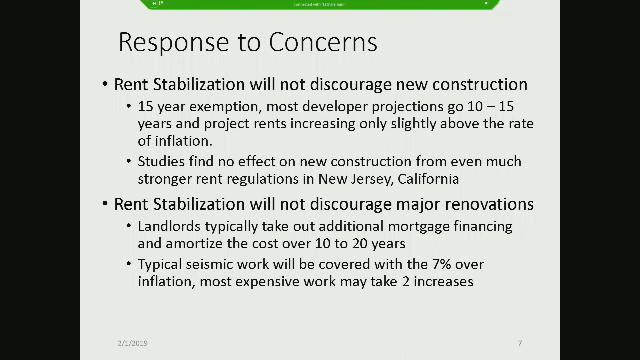 Response to Concerns
• Rent Stabilization will not discourage new construction
• 15 year exemption, most developer projections go 10 – 15
years and project rents increasing only slightly above the rate
of inflation.
• Studies find no effect on new construction from even much
stronger rent regulations in New Jersey, California
• Rent Stabilization will not discourage major renovations
• Landlords typically take out additional mortgage financing
and amortize the cost over 10 to 20 years
• Typical seismic work will be covered with the 7% over
inflation, most expensive work may take 2 increases
2/1/2019
7